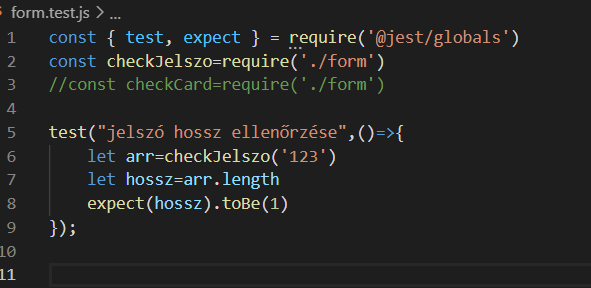 form.test.js > ...
1 const { test, expect } = require('@jest/globals')
2 const checkJelszo=require('./form')
3 //const checkCard=require('./form')
4
5 test("jelszó hossz ellenőrzése",()=>{
6 let arr=checkJelszo('123')
7 let hossz=arr.length
8 expect(hossz).toBe(1)
9 });
10
11